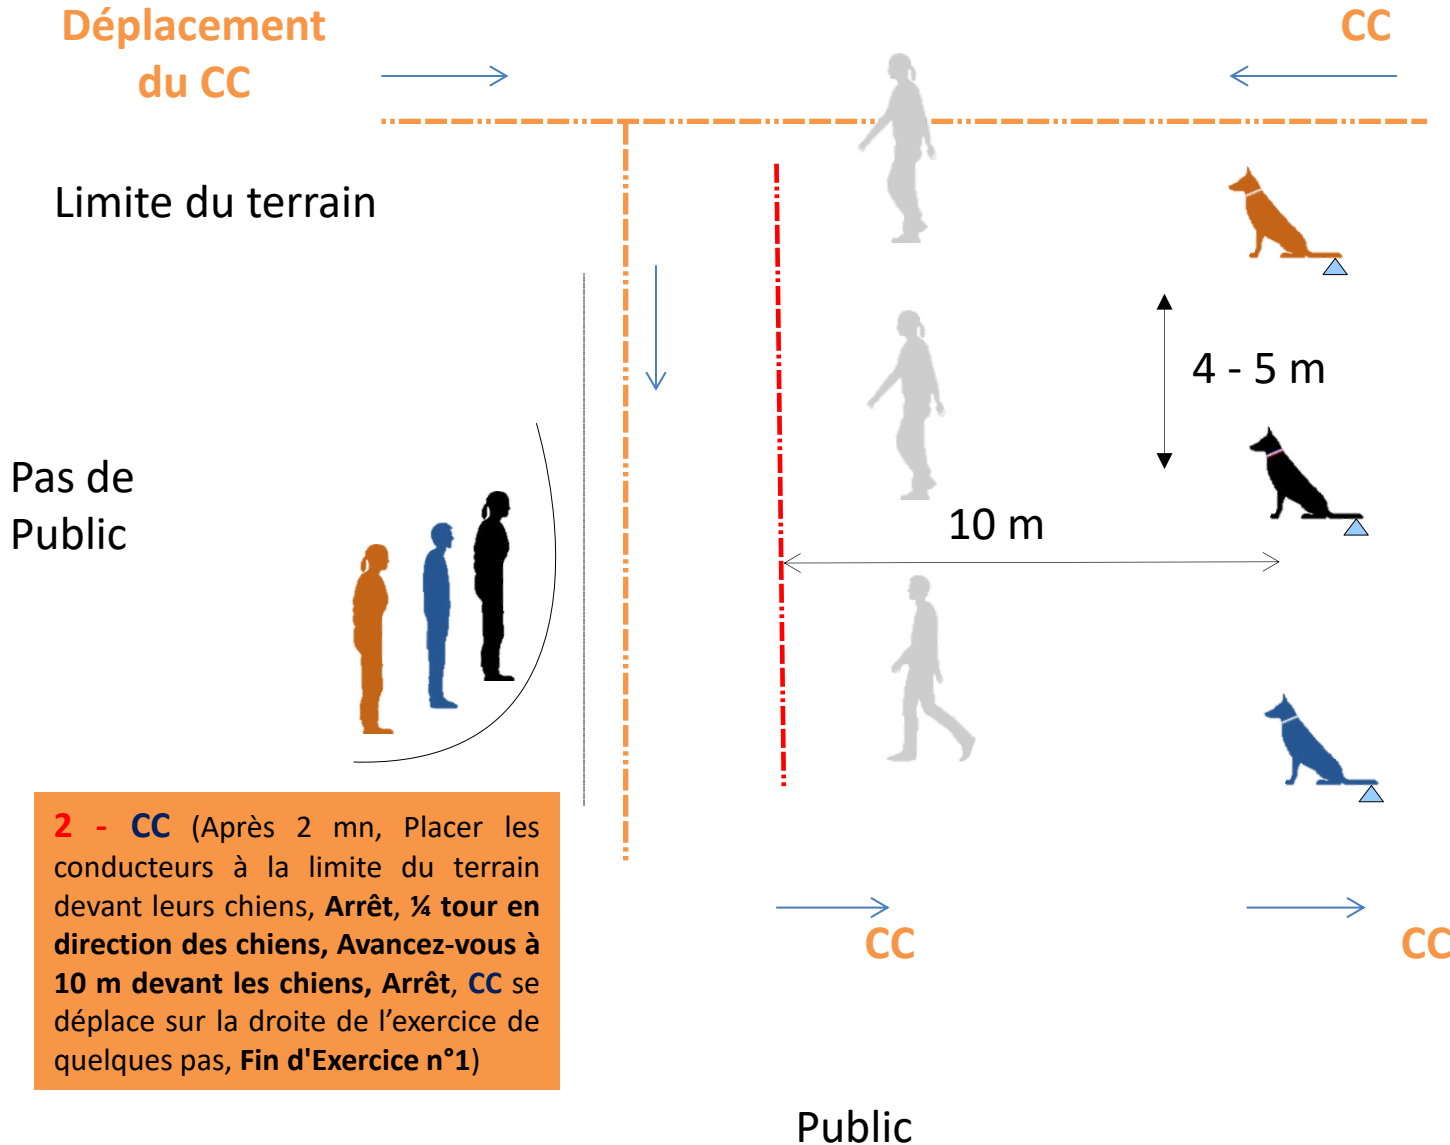 Déplacement
du CC
CC
Limite du terrain
4 - 5 m
Pas de
Public
10 m
2 - CC (Après 2 mn, Placer les
conducteurs à la limite du terrain
devant leurs chiens, Arrêt, ¼ tour en
direction des chiens, Avancez-vous à
10 m devant les chiens, Arrêt, CC se
déplace sur la droite de l’exercice de
quelques pas, Fin d'Exercice n°1)
CC
CC
Public